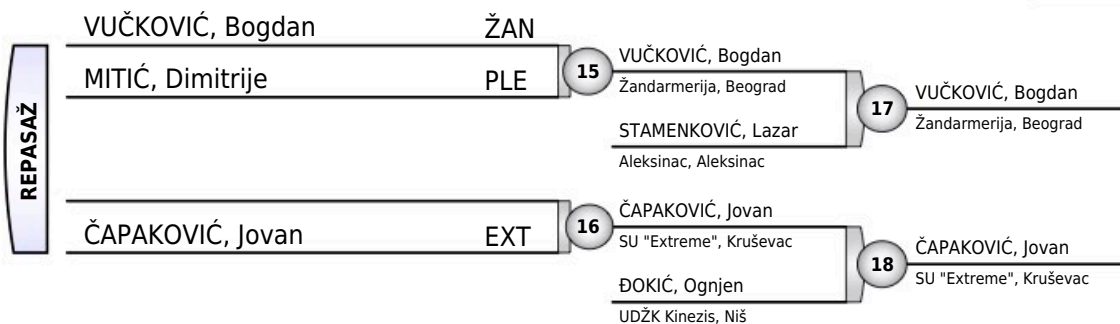 REPASAŽ
VUČKOVIĆ, Bogdan ŽAN
MITIĆ, Dimitrije PLE
15
VUČKOVIĆ, Bogdan
Žandarmerija, Beograd
STAMENKOVIĆ, Lazar
Aleksinac, Aleksinac
17
VUČKOVIĆ, Bogdan
Žandarmerija, Beograd
ČAPAKOVIĆ, Jovan EXT
16
ČAPAKOVIĆ, Jovan
SU "Extreme", Kruševac
ĐOKIĆ, Ognjen
UDŽK Kinezis, Niš
18
ČAPAKOVIĆ, Jovan
SU "Extreme", Kruševac